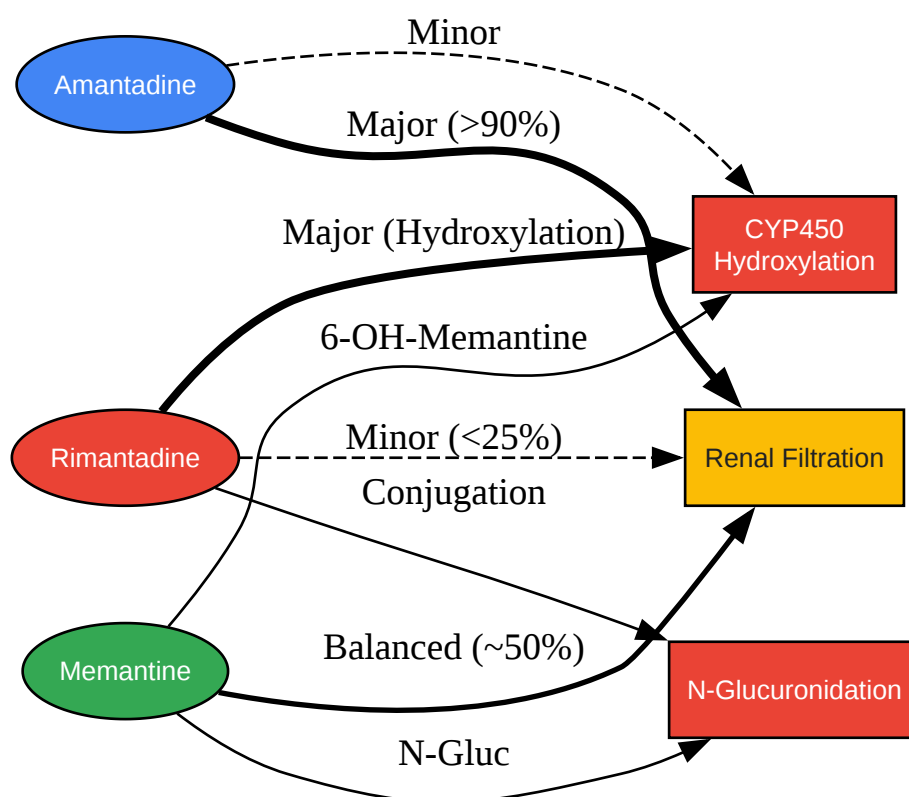 Minor
Amantadine
Major (>90%)
Major (Hydroxylation)
CYP450
Hydroxylation
6-OH-Memantine
Rimantadine
Minor (<25%)
Renal Filtration
Conjugation
Memantine
Balanced (~50%)
N-Glucuronidation
N-Gluc